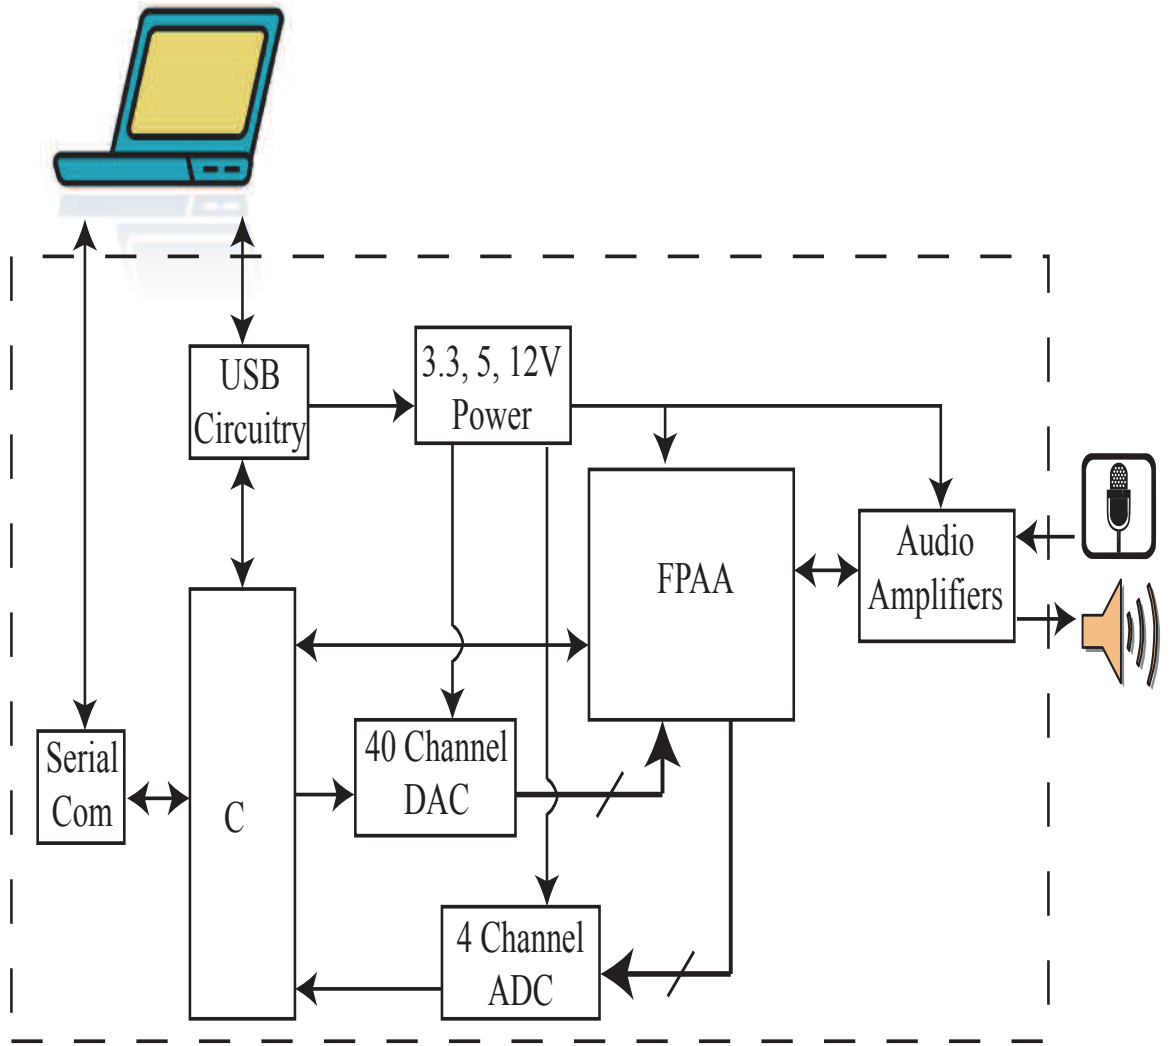 USB
Circuitry
3.3, 5, 12V
Power
FPAA
Audio
Amplifiers
Serial
Com
C
40 Channel
DAC
4 Channel
ADC